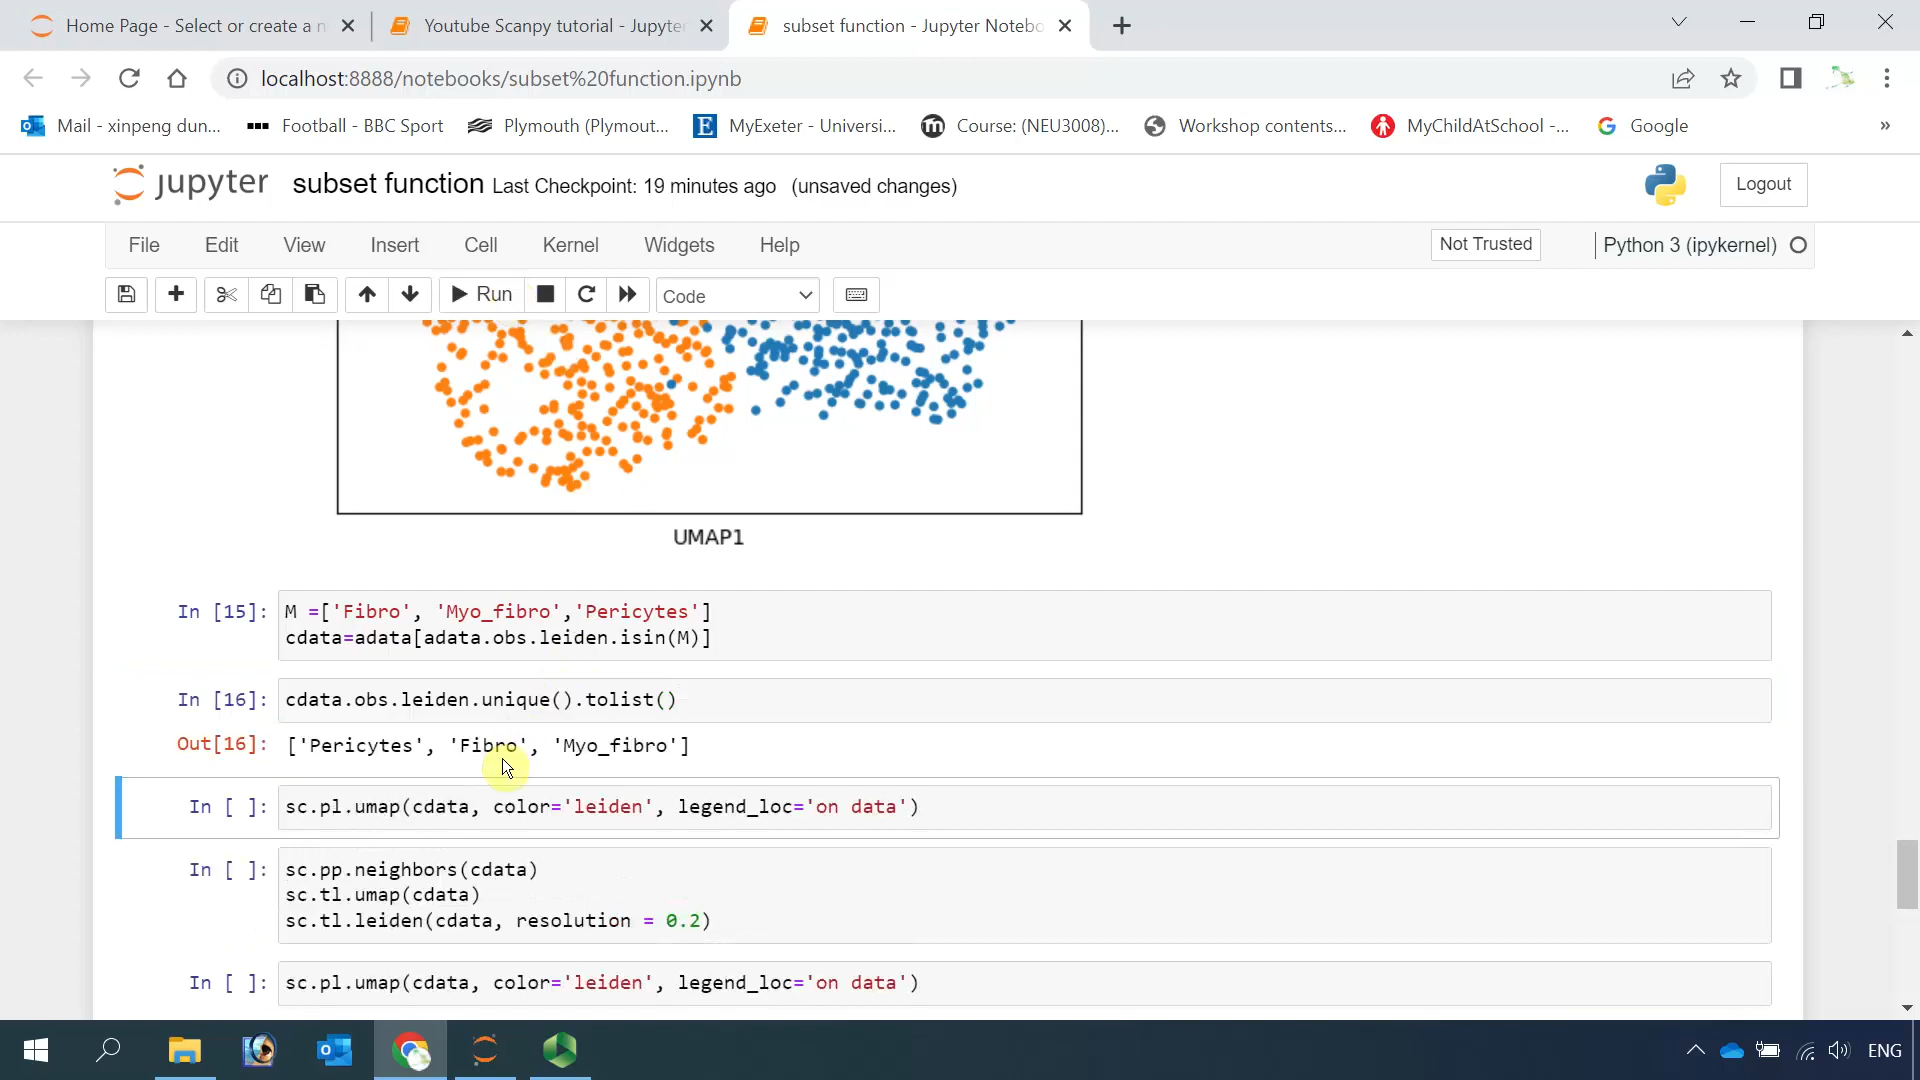 Home Page - Select or create a n
Youtube Scanpy tutorial - Jupyter
subset function - Jupyter Notebo
localhost:8888/notebooks/subset%20function.ipynb
Mail - xinpeng dun...
Football - BBC Sport
Plymouth (Plymout...
E
MyExeter - Universi...
Course: (NEU3008)...
Workshop contents...
MyChildAtSchool -...
Google
»
jupyter subset function Last Checkpoint: 19 minutes ago (unsaved changes)
Logout
File Edit View Insert Cell Kernel Widgets Help
Not Trusted
Python 3 (ipykernel)
Run
Code
UMAP1
In [15]: M =['Fibro', 'Myo_fibro','Pericytes']
cdata=adata[adata.obs.leiden.isin(M)]
In [16]: cdata.obs.leiden.unique().tolist()
Out[16]: ['Pericytes', 'Fibro', 'Myo_fibro']
In [ ]: sc.pl.umap(cdata, color='leiden', legend_loc='on data')
In [ ]: sc.pp.neighbors(cdata)
sc.tl.umap(cdata)
sc.tl.leiden(cdata, resolution = 0.2)
In [ ]: sc.pl.umap(cdata, color='leiden', legend_loc='on data')
ENG